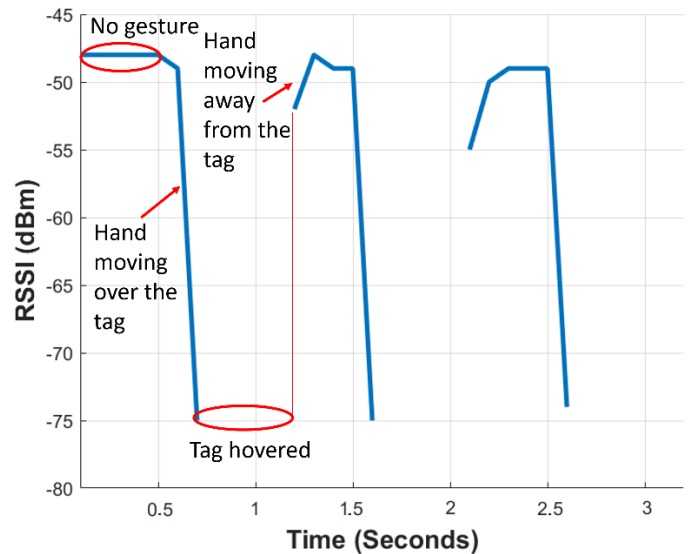 -45
-50
-55
-60
-65
-70
-75
-80
RSSI (dBm)
No gesture
Hand
moving
away
from the
tag
Hand
moving
over the
tag
Tag hovered
0.5
1
1.5
2
2.5
3
Time (Seconds)